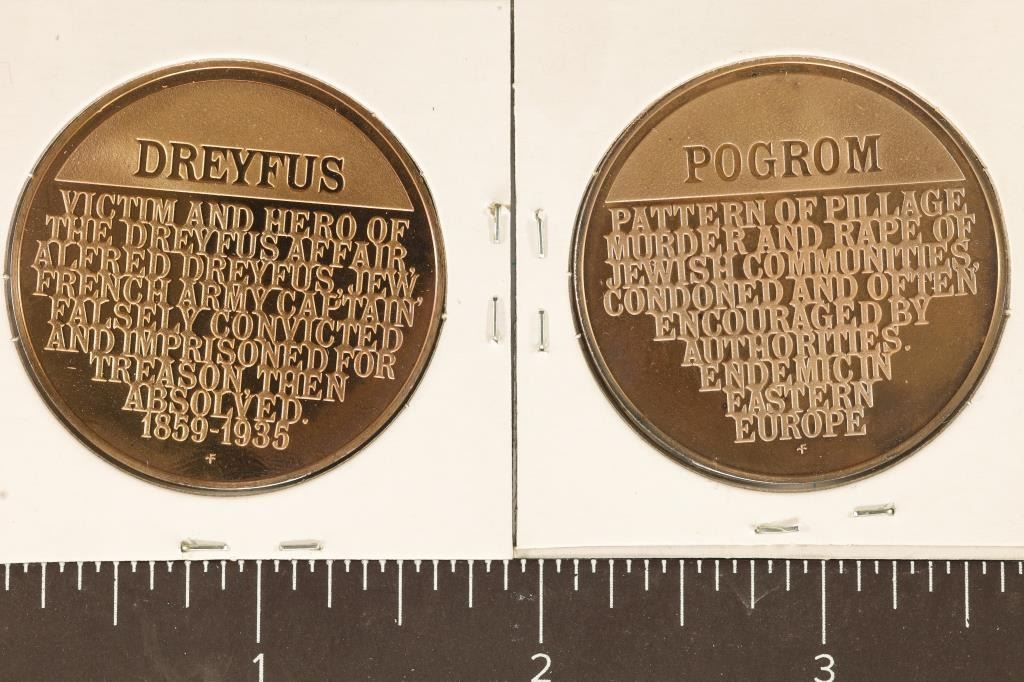 DREYFUS
VICTIM AND HERO OF
THE DREYFUS AFFAIR,
ALFRED DREYFUS, JEW,
FRENCH ARMY CAPTAIN,
FALSELY CONVICTED
AND IMPRISONED FOR
TREASON, THEN
ABSOLVED.
1859-1935
POGROM
PATTERN OF PILLAGE
MURDER AND RAPE OF
JEWISH COMMUNITIES,
CONDONED AND OFTEN
ENCOURAGED BY
AUTHORITIES.
ENDEMIC IN
EASTERN
EUROPE
1 2 3